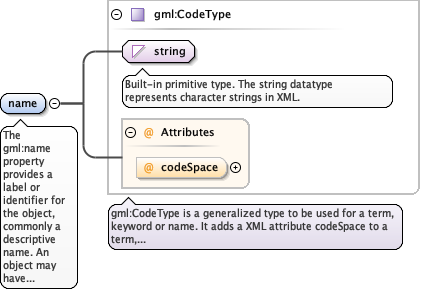 gml:CodeType
string
Built-in primitive type. The string datatype
represents character strings in XML.
name
The
gml:name
property
provides a
label or
identifier for
the object,
commonly a
descriptive
name. An
object may
have...
@ Attributes
@ codeSpace
gml:CodeType is a generalized type to be used for a term,
keyword or name. It adds a XML attribute codeSpace to a
term,...